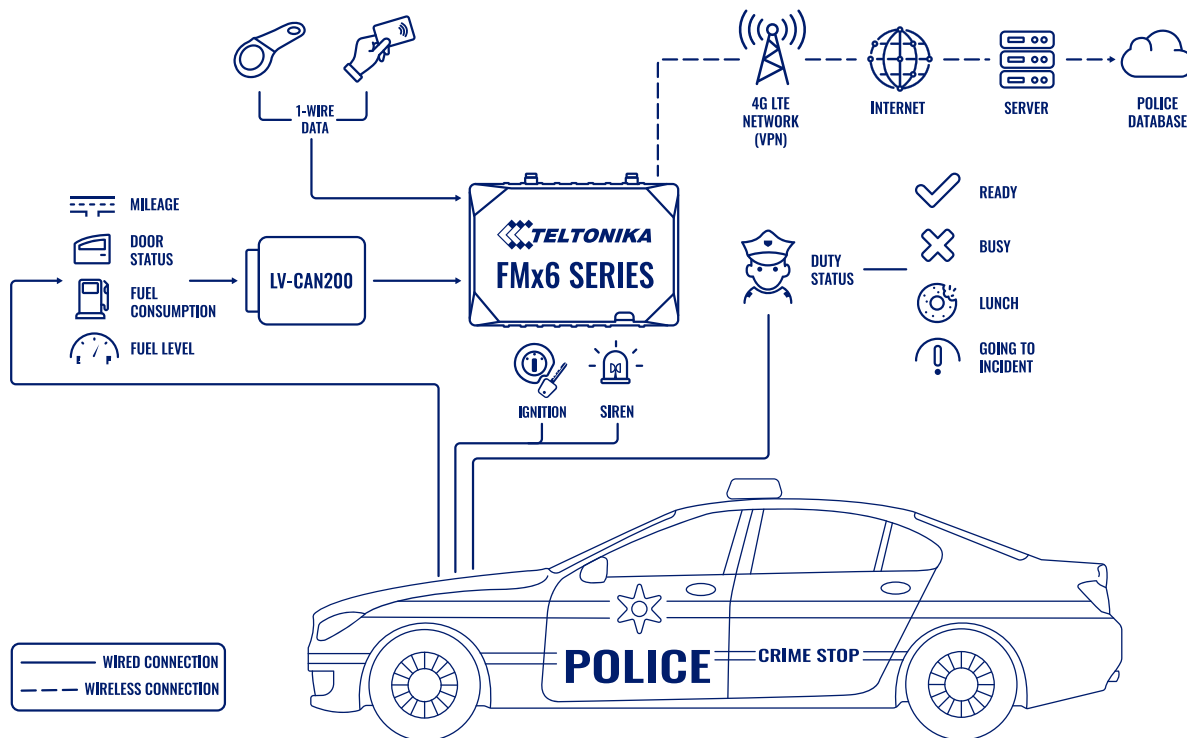 1-WIRE
DATA
4G LTE
NETWORK
(VPN)
INTERNET
SERVER
POLICE
DATABASE
MILEAGE
DOOR
STATUS
FUEL
CONSUMPTION
E F
FUEL LEVEL
LV-CAN200
TELTONIKA
FMx6 SERIES
IGNITION
SIREN
DUTY
STATUS
READY
BUSY
LUNCH
GOING TO
INCIDENT
POLICE
CRIME STOP
WIRED CONNECTION
WIRELESS CONNECTION